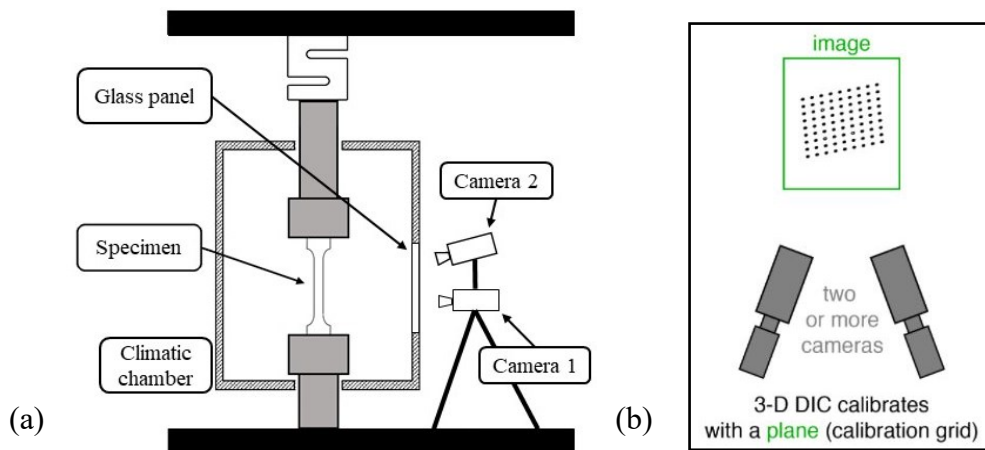 Glass panel
Camera 2
Specimen
Climatic
chamber
Camera 1
(a)
image
two
or more
cameras
3-D DIC calibrates
with a plane (calibration grid)
(b)